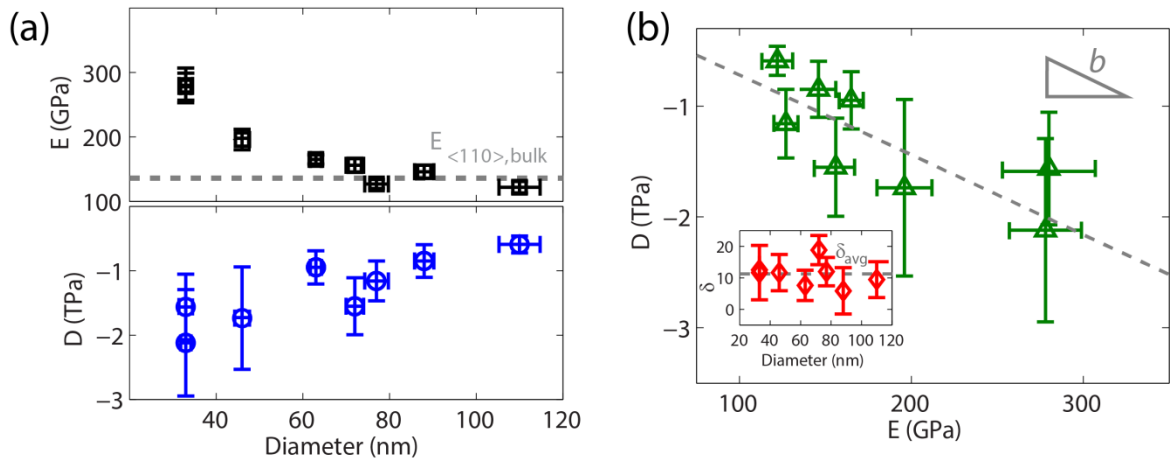 (a)
E (GPa)
300
200
100
E <110>,bulk
D (TPa)
−1
−2
−3
40 60 80 100 120
Diameter (nm)
(b)
b
D (TPa)
−1
−2
−3
100 200 300
E (GPa)
δ
20
10
0
δavg
20 40 60 80 100 120
Diameter (nm)